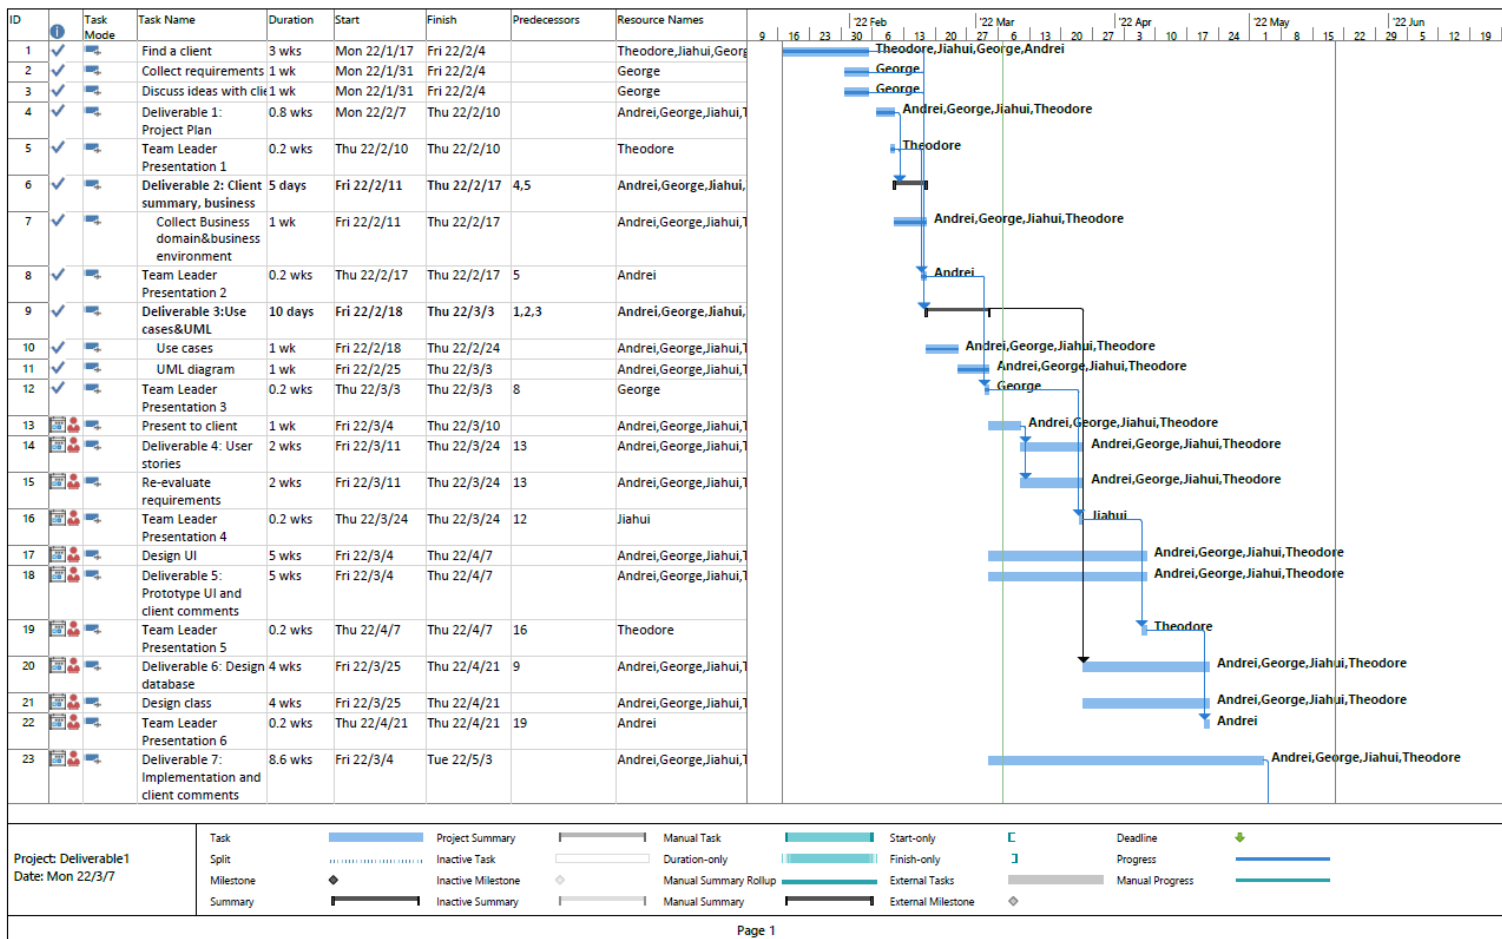 ID Task Mode Task Name Duration Start Finish Predecessors Resource Names
'22 Feb '22 Mar '22 Apr '22 May '22 Jun
9 16 23 30 6 13 20 27 6 13 20 27 3 10 17 24 1 8 15 22 29 5 12 19
1 Find a client 3 wks Mon 22/1/17 Fri 22/2/4 Theodore,Jiahui,Georg Theodore,Jiahui,George,Andrei
2 Collect requirements 1 wk Mon 22/1/31 Fri 22/2/4 George George
3 Discuss ideas with clie 1 wk Mon 22/1/31 Fri 22/2/4 George George
4 Deliverable 1: 0.8 wks Mon 22/2/7 Thu 22/2/10 Andrei,George,Jiahui,T Andrei,George,Jiahui,Theodore
Project Plan
5 Team Leader 0.2 wks Thu 22/2/10 Thu 22/2/10 Theodore Theodore
Presentation 1
6 Deliverable 2: Client 5 days Fri 22/2/11 Thu 22/2/17 4,5 Andrei,George,Jiahui,
summary, business
7 Collect Business 1 wk Fri 22/2/11 Thu 22/2/17 Andrei,George,Jiahui,T Andrei,George,Jiahui,Theodore
domain&business
environment
8 Team Leader 0.2 wks Thu 22/2/17 Thu 22/2/17 5 Andrei Andrei
Presentation 2
9 Deliverable 3:Use 10 days Fri 22/2/18 Thu 22/3/3 1,2,3 Andrei,George,Jiahui,
cases&UML
10 Use cases 1 wk Fri 22/2/18 Thu 22/2/24 Andrei,George,Jiahui,T Andrei,George,Jiahui,Theodore
11 UML diagram 1 wk Fri 22/2/25 Thu 22/3/3 Andrei,George,Jiahui,T Andrei,George,Jiahui,Theodore
12 Team Leader 0.2 wks Thu 22/3/3 Thu 22/3/3 8 George George
Presentation 3
13 Present to client 1 wk Fri 22/3/4 Thu 22/3/10 Andrei,George,Jiahui,T Andrei,George,Jiahui,Theodore
14 Deliverable 4: User 2 wks Fri 22/3/11 Thu 22/3/24 13 Andrei,George,Jiahui,T Andrei,George,Jiahui,Theodore
stories
15 Re-evaluate 2 wks Fri 22/3/11 Thu 22/3/24 13 Andrei,George,Jiahui,T Andrei,George,Jiahui,Theodore
requirements
16 Team Leader 0.2 wks Thu 22/3/24 Thu 22/3/24 12 Jiahui Jiahui
Presentation 4
17 Design UI 5 wks Fri 22/3/4 Thu 22/4/7 Andrei,George,Jiahui,T Andrei,George,Jiahui,Theodore
18 Deliverable 5: 5 wks Fri 22/3/4 Thu 22/4/7 Andrei,George,Jiahui,T Andrei,George,Jiahui,Theodore
Prototype UI and
client comments
19 Team Leader 0.2 wks Thu 22/4/7 Thu 22/4/7 16 Theodore Theodore
Presentation 5
20 Deliverable 6: Design 4 wks Fri 22/3/25 Thu 22/4/21 9 Andrei,George,Jiahui,T Andrei,George,Jiahui,Theodore
database
21 Design class 4 wks Fri 22/3/25 Thu 22/4/21 Andrei,George,Jiahui,T Andrei,George,Jiahui,Theodore
22 Team Leader 0.2 wks Thu 22/4/21 Thu 22/4/21 19 Andrei Andrei
Presentation 6
23 Deliverable 7: 8.6 wks Fri 22/3/4 Tue 22/5/3 Andrei,George,Jiahui,T Andrei,George,Jiahui,Theodore
Implementation and
client comments
Project: Deliverable1
Date: Mon 22/3/7
Task Project Summary Manual Task Start-only Deadline
Split Inactive Task Duration-only Finish-only Progress
Milestone Inactive Milestone Manual Summary Rollup External Tasks Manual Progress
Summary Inactive Summary Manual Summary External Milestone
Page 1